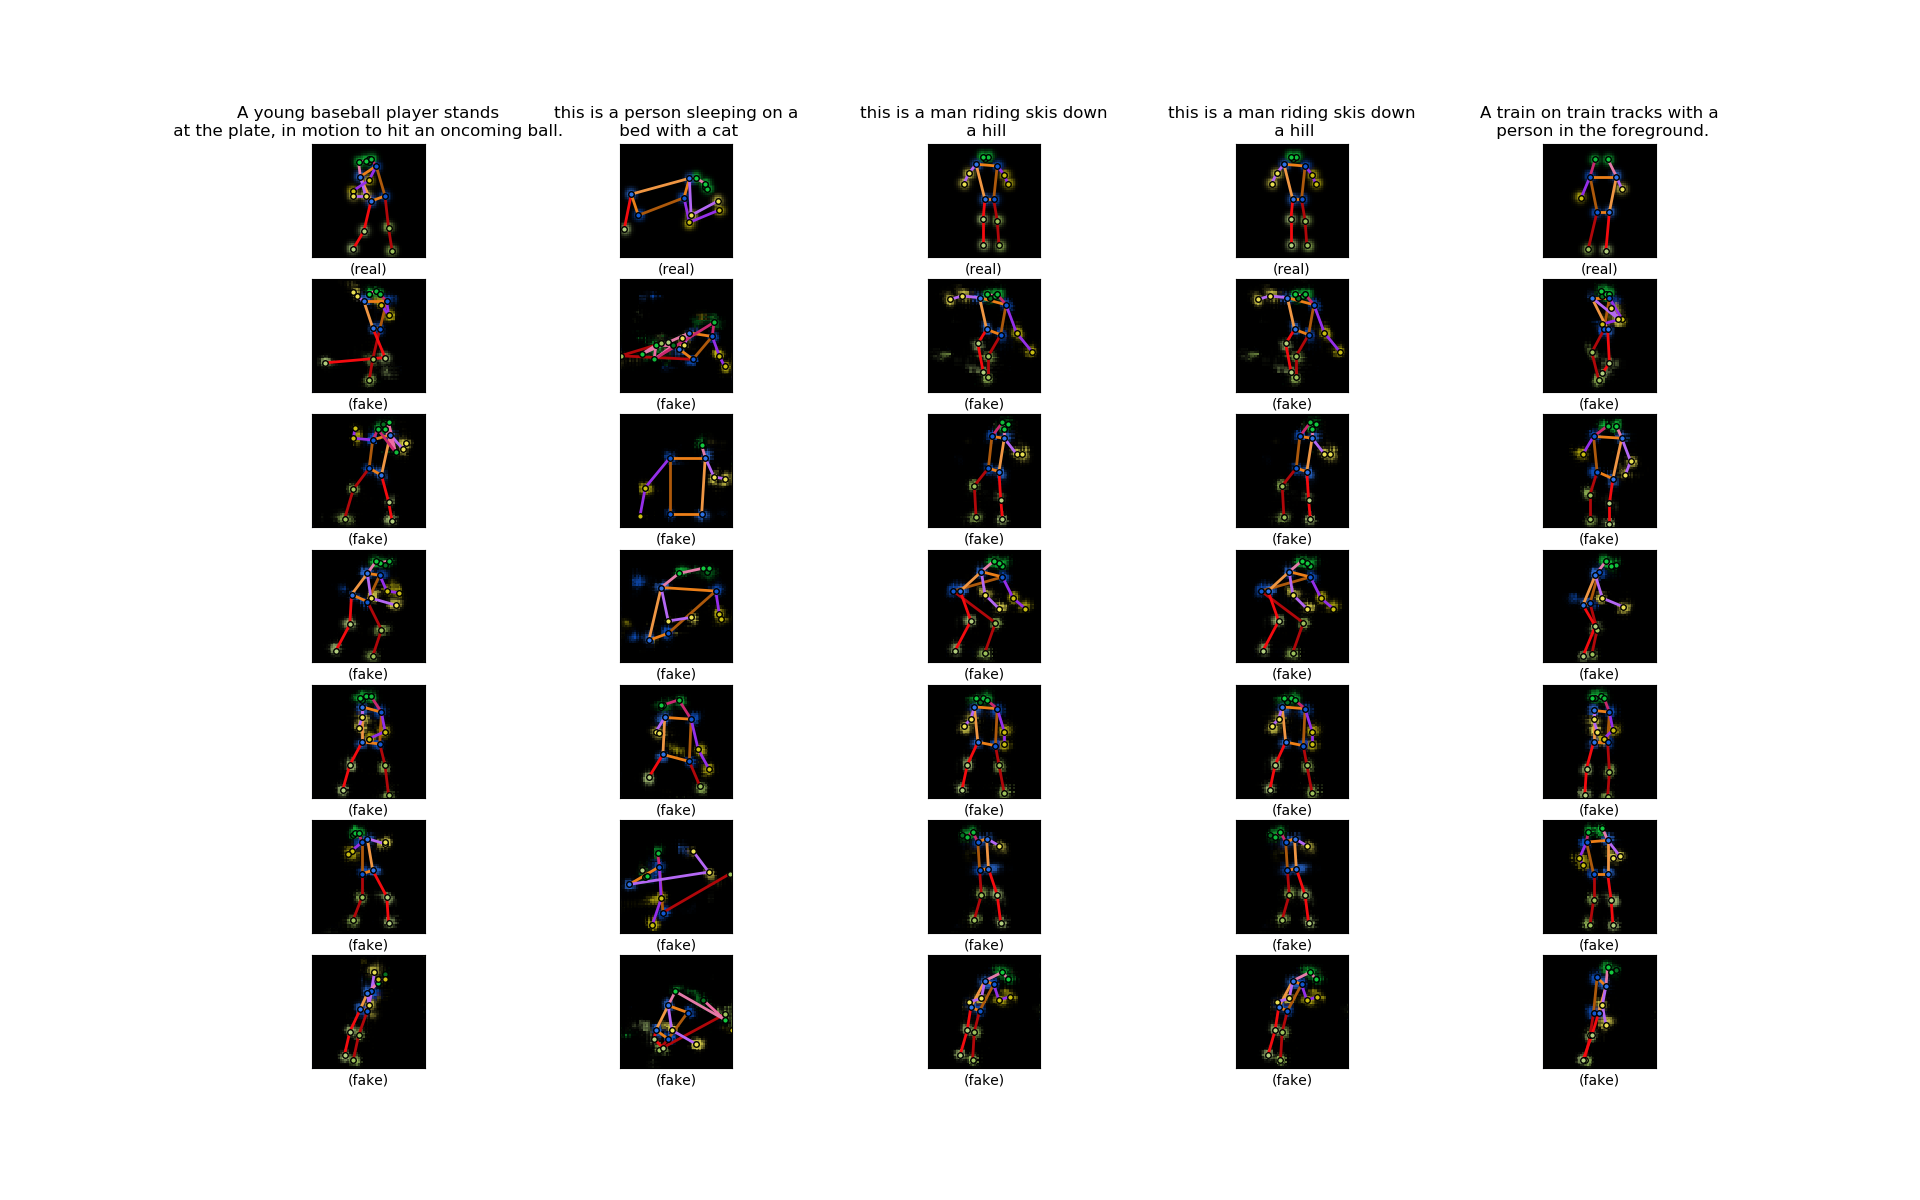 A young baseball player stands
at the plate, in motion to hit an oncoming ball.
this is a person sleeping on a
bed with a cat
this is a man riding skis down
a hill
this is a man riding skis down
a hill
A train on train tracks with a
person in the foreground.
(real) (real) (real) (real) (real)
(fake) (fake) (fake) (fake) (fake)
(fake) (fake) (fake) (fake) (fake)
(fake) (fake) (fake) (fake) (fake)
(fake) (fake) (fake) (fake) (fake)
(fake) (fake) (fake) (fake) (fake)
(fake) (fake) (fake) (fake) (fake)